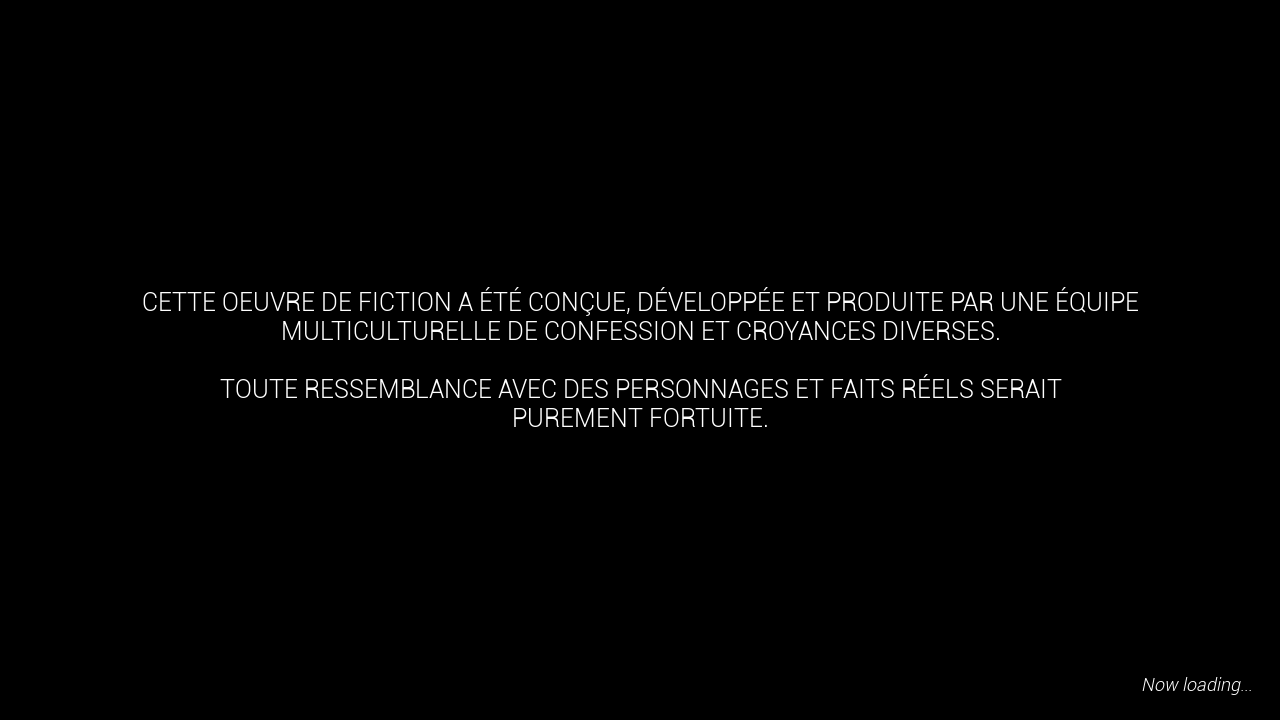 CETTE OEUVRE DE FICTION A ÉTÉ CONÇUE, DÉVELOPPÉE ET PRODUITE PAR UNE ÉQUIPE
MULTICULTURELLE DE CONFESSION ET CROYANCES DIVERSES.
TOUTE RESSEMBLANCE AVEC DES PERSONNAGES ET FAITS RÉELS SERAIT
PUREMENT FORTUITE.
Now loading...